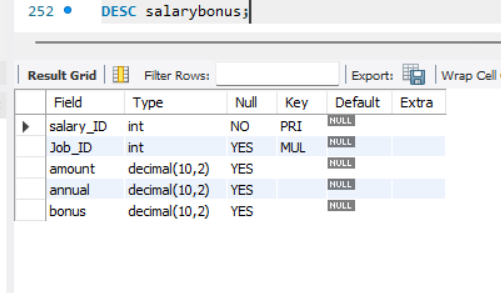 252 DESC salarybonus;
Result Grid Filter Rows: Export: Wrap Cell
Field Type Null Key Default Extra
salary_ID int NO PRI NULL
Job_ID int YES MUL NULL
amount decimal(10,2) YES NULL
annual decimal(10,2) YES NULL
bonus decimal(10,2) YES NULL